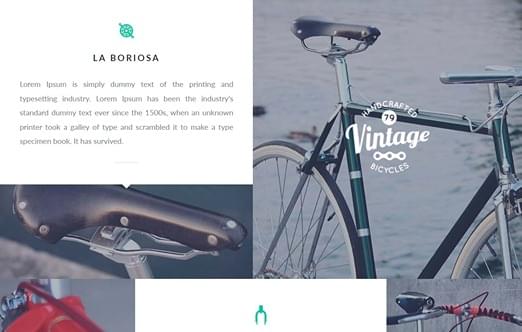 LA BORIOSA
Lorem Ipsum is simply dummy text of the printing and
typesetting industry. Lorem Ipsum has been the industry's
standard dummy text ever since the 1500s, when an unknown
printer took a galley of type and scrambled it to make a type
specimen book. It has survived.
HANDCRAFTED
79
Vintage
BICYCLES